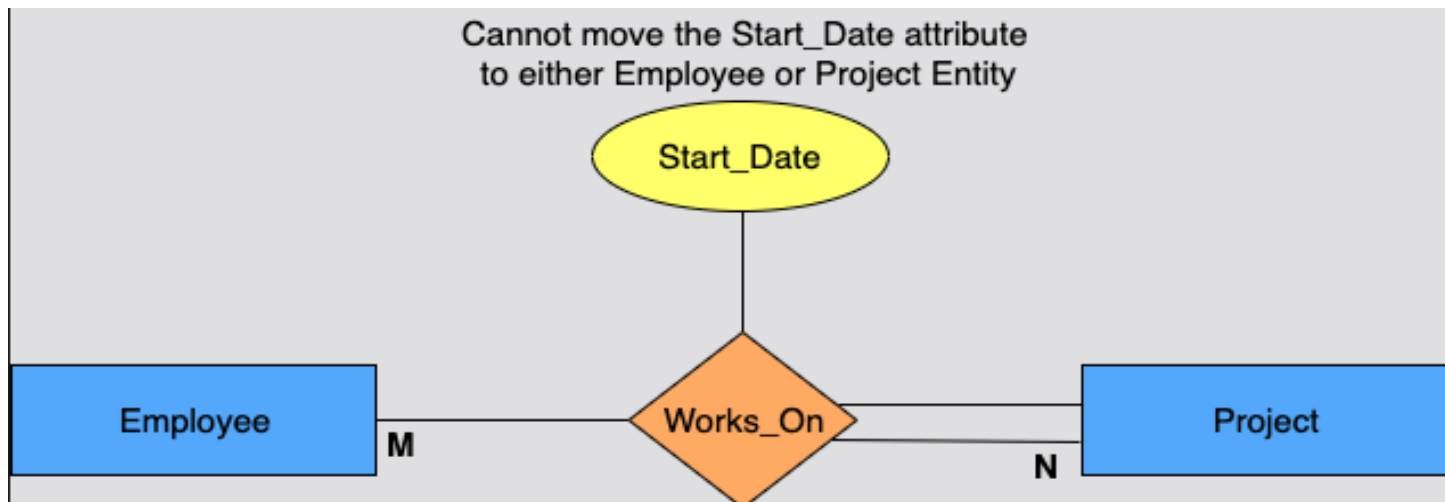 Cannot move the Start_Date attribute
to either Employee or Project Entity
Start_Date
Employee
Works_On
Project
M
N